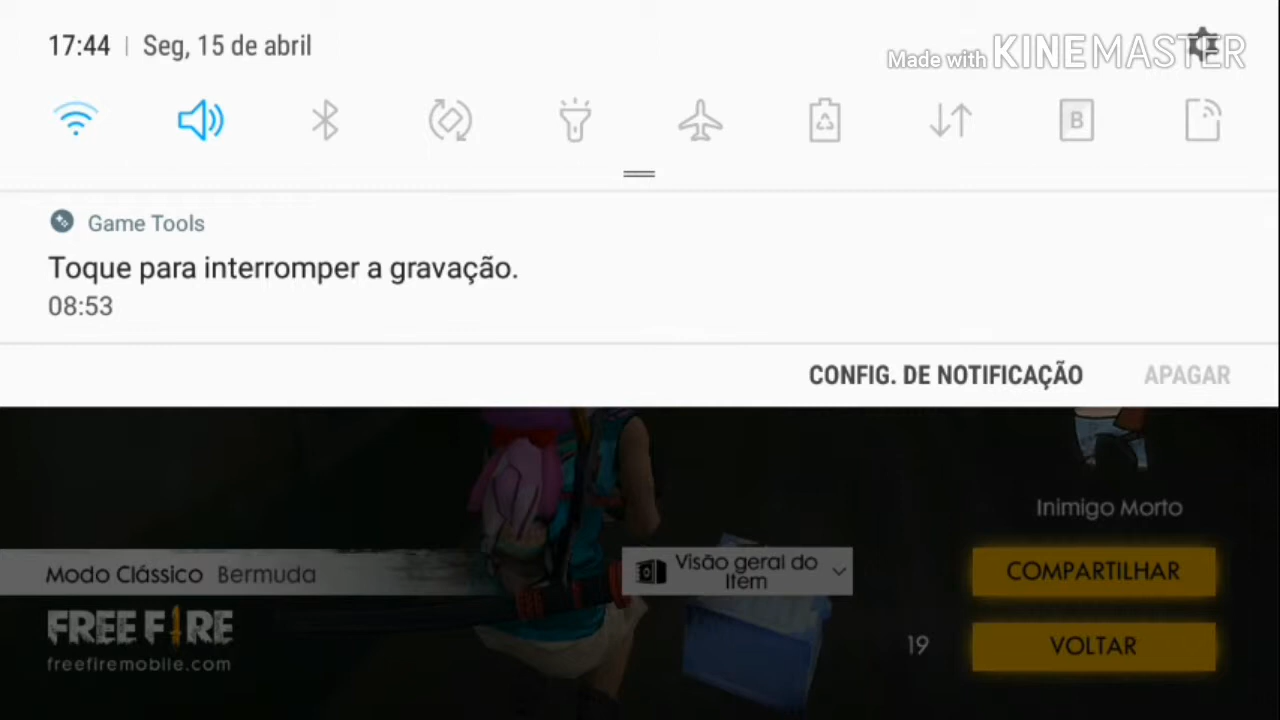 17:44 | Seg, 15 de abril
Made with KINEMASTER
B
Game Tools
Toque para interromper a gravação.
08:53
CONFIG. DE NOTIFICAÇÃO APAGAR
Inimigo Morto
Modo Clássico Bermuda
Visão geral do
Item
COMPARTILHAR
FREE FIRE
freefiremobile.com
19
VOLTAR